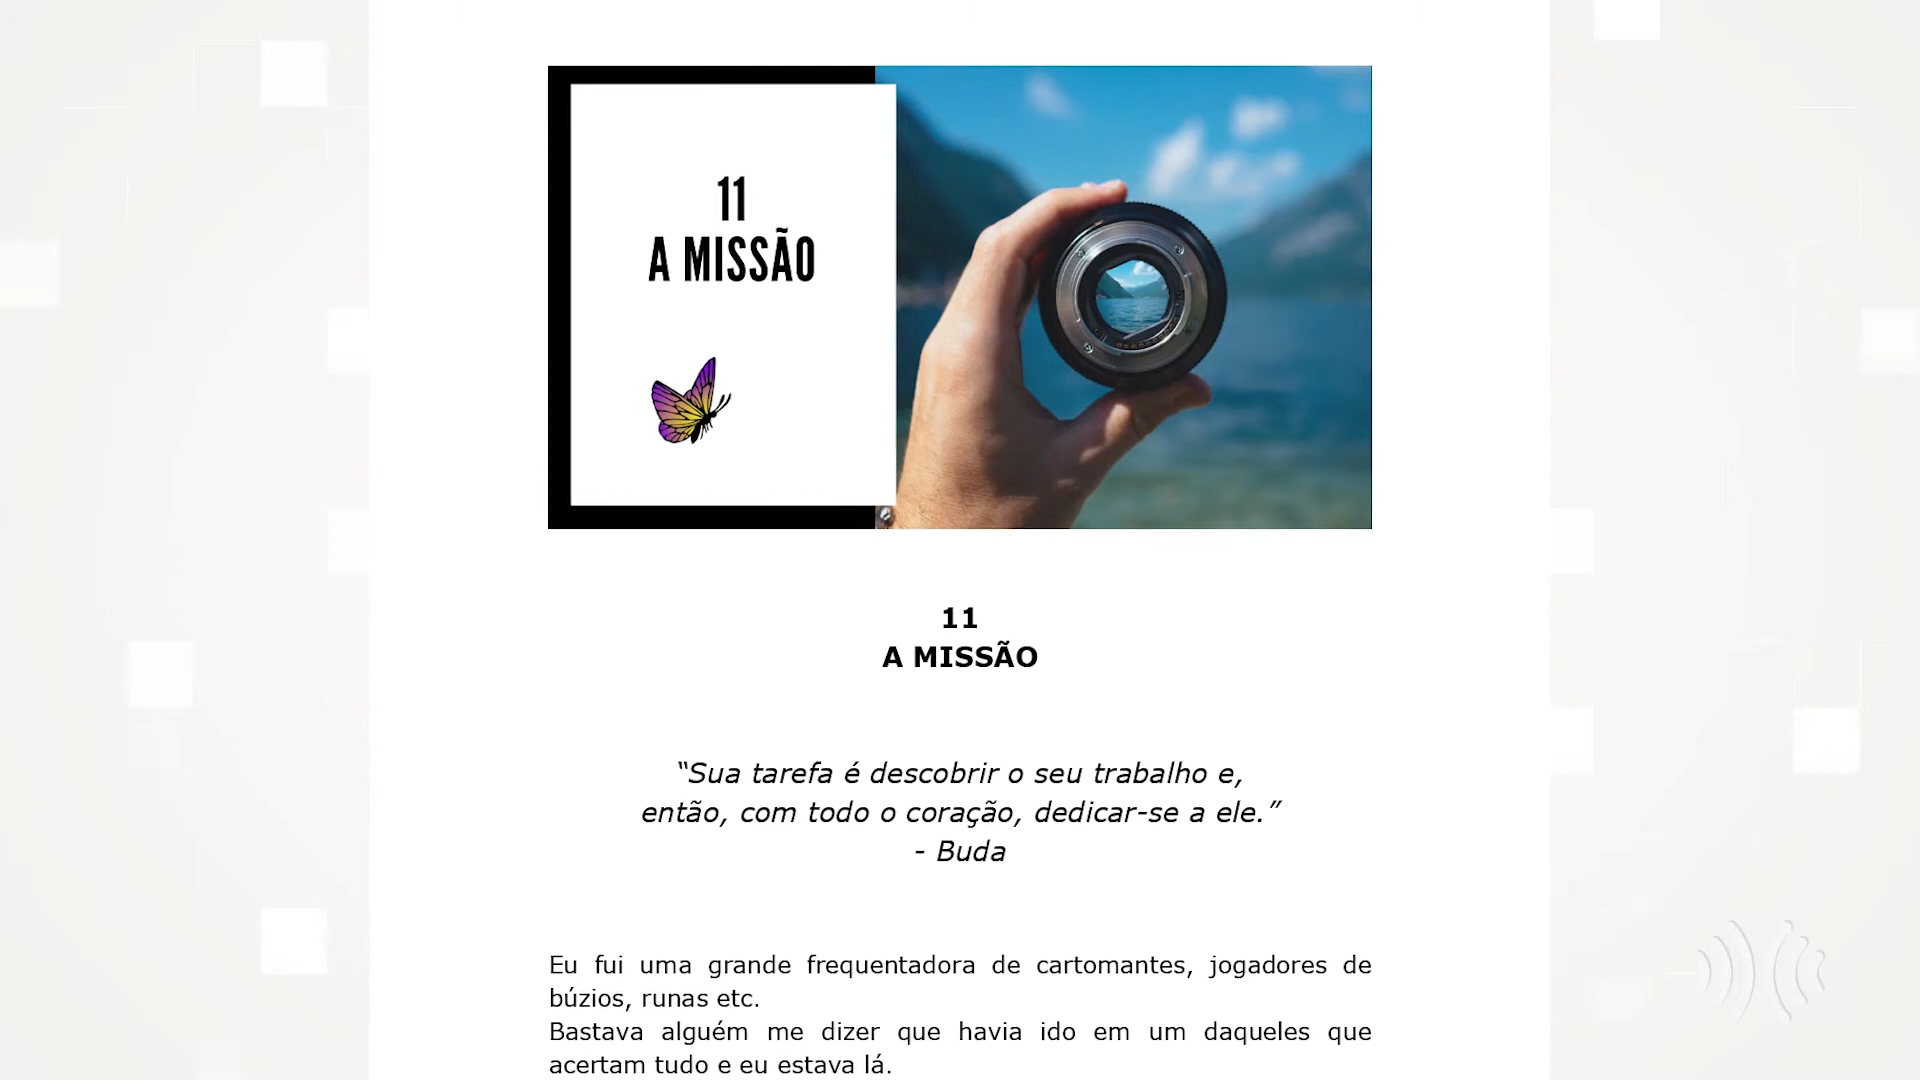 11
A MISSÃO
11
A MISSÃO
“Sua tarefa é descobrir o seu trabalho e,
então, com todo o coração, dedicar-se a ele.”
- Buda
Eu fui uma grande frequentadora de cartomantes, jogadores de
búzios, runas etc.
Bastava alguém me dizer que havia ido em um daqueles que
acertam tudo e eu estava lá.